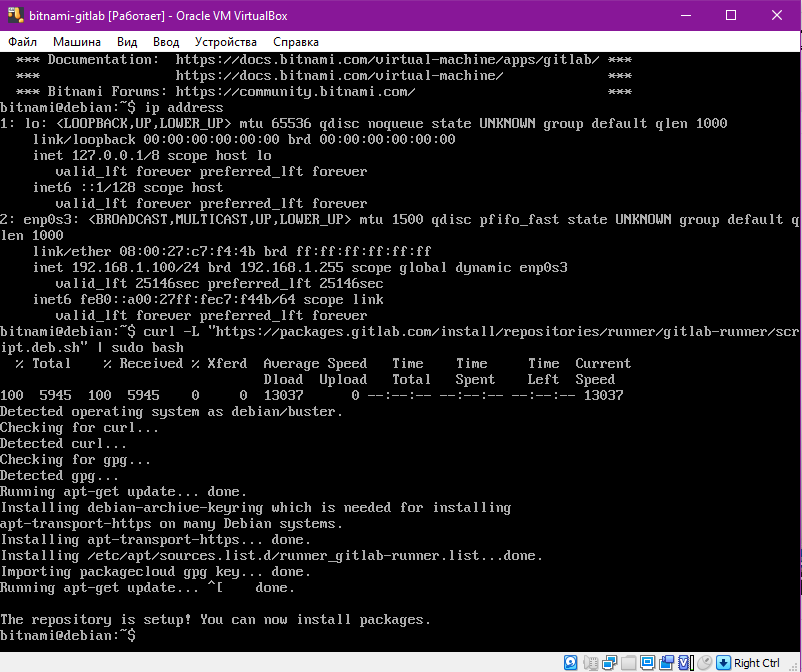 bitnami-gitlab [Работает] - Oracle VM VirtualBox
Файл Машина Вид Ввод Устройства Справка
*** Documentation: https://docs.bitnami.com/virtual-machine/apps/gitlab/ ***
*** https://docs.bitnami.com/virtual-machine/ ***
*** Bitnami Forums: https://community.bitnami.com/ ***
bitnami@debian:~$ ip address
1: lo: <LOOPBACK,UP,LOWER_UP> mtu 65536 qdisc noqueue state UNKNOWN group default qlen 1000
link/loopback 00:00:00:00:00:00 brd 00:00:00:00:00:00
inet 127.0.0.1/8 scope host lo
valid_lft forever preferred_lft forever
inet6 ::1/128 scope host
valid_lft forever preferred_lft forever
2: enp0s3: <BROADCAST,MULTICAST,UP,LOWER_UP> mtu 1500 qdisc pfifo_fast state UNKNOWN group default q
len 1000
link/ether 08:00:27:c7:f4:4b brd ff:ff:ff:ff:ff:ff
inet 192.168.1.100/24 brd 192.168.1.255 scope global dynamic enp0s3
valid_lft 25146sec preferred_lft 25146sec
inet6 fe80::a00:27ff:fec7:f44b/64 scope link
valid_lft forever preferred_lft forever
bitnami@debian:~$ curl -L "https://packages.gitlab.com/install/repositories/runner/gitlab-runner/scr
ipt.deb.sh" | sudo bash
% Total % Received % Xferd Average Speed Time Time Time Current
Dload Upload Total Spent Left Speed
100 5945 100 5945 0 0 13037 0 --:--:-- --:--:-- --:--:-- 13037
Detected operating system as debian/buster.
Checking for curl...
Detected curl...
Checking for gpg...
Detected gpg...
Running apt-get update... done.
Installing debian-archive-keyring which is needed for installing
apt-transport-https on many Debian systems.
Installing apt-transport-https... done.
Installing /etc/apt/sources.list.d/runner_gitlab-runner.list...done.
Importing packagecloud gpg key... done.
Running apt-get update... ^[ done.
The repository is setup! You can now install packages.
bitnami@debian:~$
Right Ctrl